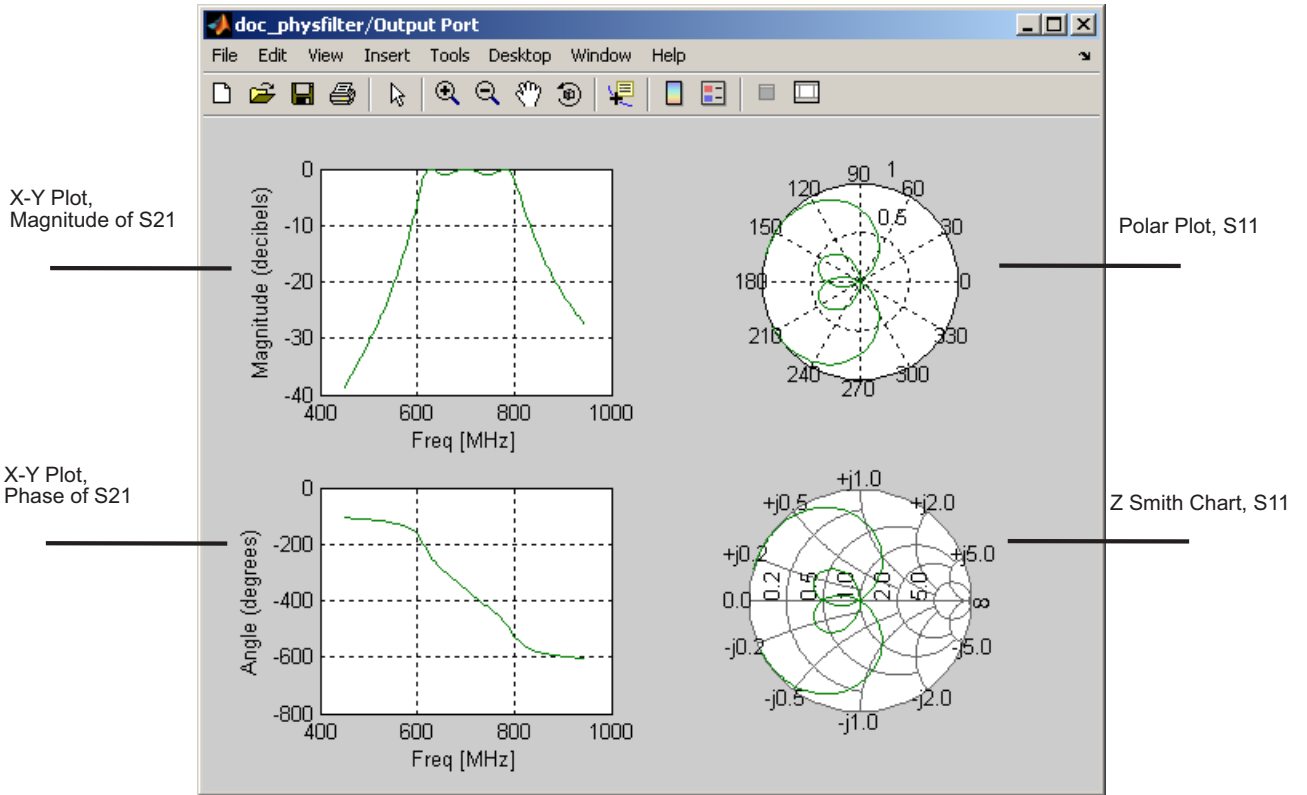 doc_physfilter/Output Port
File Edit View Insert Tools Desktop Window Help
X-Y Plot,
Magnitude of S21
Magnitude (decibels)
0
-10
-20
-30
-40
400 600 800 1000
Freq [MHz]
Polar Plot, S11
90 1
120 60
0.5
150 30
180 0
210 330
240 300
270
X-Y Plot,
Phase of S21
Angle (degrees)
0
-200
-400
-600
-800
400 600 800 1000
Freq [MHz]
Z Smith Chart, S11
+j1.0
+j0.5 +j2.0
+j0.2 +j5.0
0.0 0.2 0.5 1.0 2.0 5.0 ∞
-j0.2 -j5.0
-j0.5 -j2.0
-j1.0